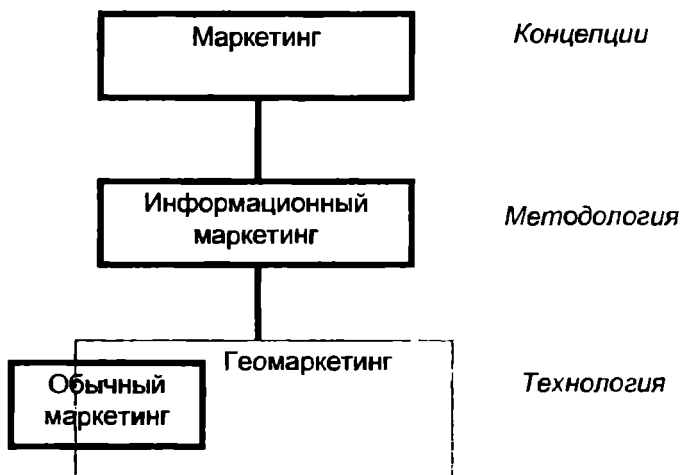 Маркетинг
Концепции
Информационный
маркетинг
Методология
Геомаркетинг
Обычный
маркетинг
Технология